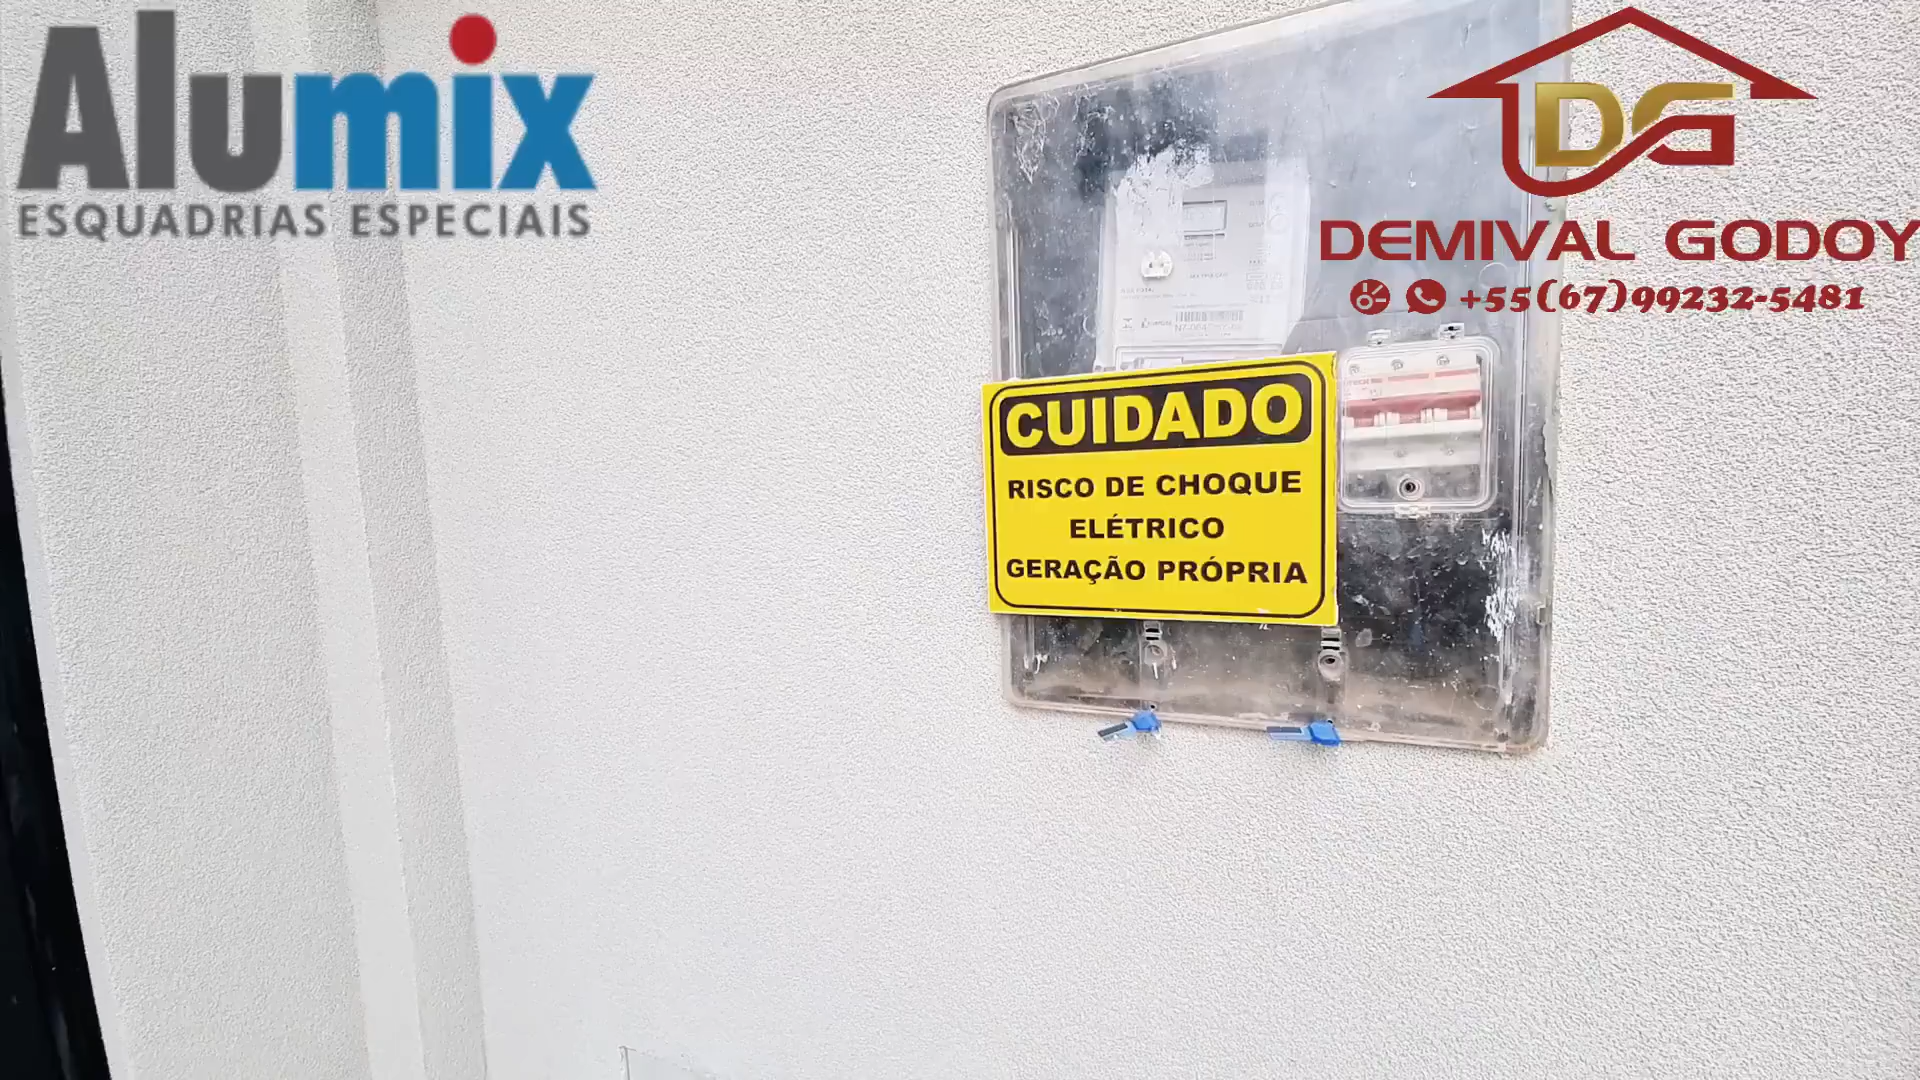 Alumix
ESQUADRIAS ESPECIAIS
DG
DEMIVAL GODOY
+55(67)99232-5481
CUIDADO
RISCO DE CHOQUE
ELÉTRICO
GERAÇÃO PRÓPRIA